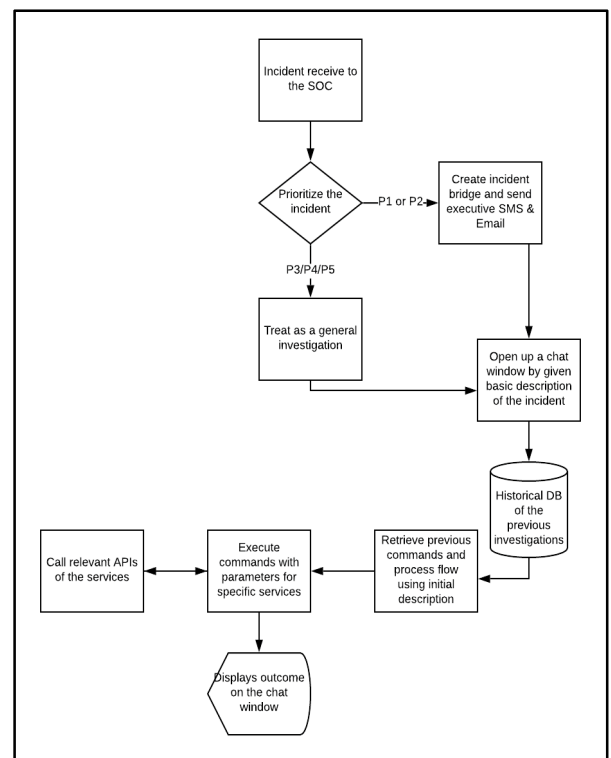 Incident receive to
the SOC
Prioritize the
incident
P1 or P2
Create incident
bridge and send
executive SMS &
Email
P3/P4/P5
Treat as a general
investigation
Open up a chat
window by given
basic description
of the incident
Historical DB
of the
previous
investigations
Retrieve previous
commands and
process flow
using initial
description
Execute
commands with
parameters for
specific services
Call relevant APIs
of the services
Displays outcome
on the chat
window